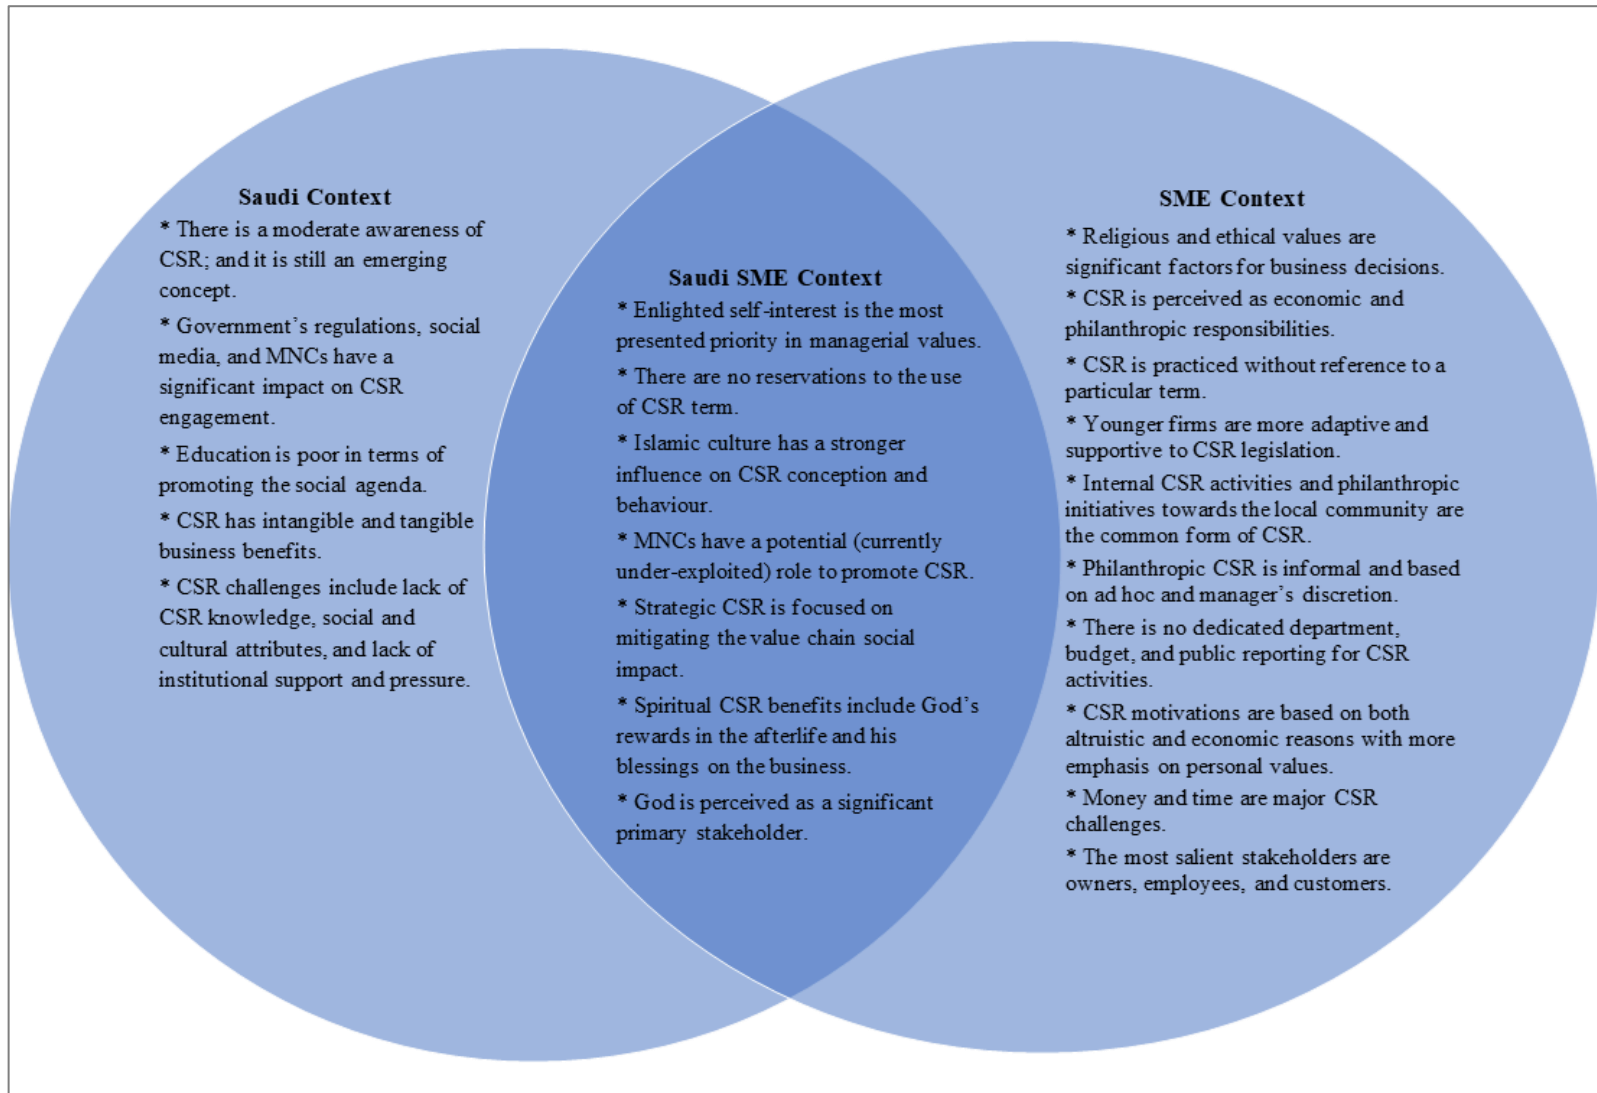 Saudi Context
* There is a moderate awareness of
CSR; and it is still an emerging
concept.
* Government’s regulations, social
media, and MNCs have a
significant impact on CSR
engagement.
* Education is poor in terms of
promoting the social agenda.
* CSR has intangible and tangible
business benefits.
* CSR challenges include lack of
CSR knowledge, social and
cultural attributes, and lack of
institutional support and pressure.
Saudi SME Context
* Enlighted self-interest is the most
presented priority in managerial values.
* There are no reservations to the use
of CSR term.
* Islamic culture has a stronger
influence on CSR conception and
behaviour.
* MNCs have a potential (currently
under-exploited) role to promote CSR.
* Strategic CSR is focused on
mitigating the value chain social
impact.
* Spiritual CSR benefits include God’s
rewards in the afterlife and his
blessings on the business.
* God is perceived as a significant
primary stakeholder.
SME Context
* Religious and ethical values are
significant factors for business decisions.
* CSR is perceived as economic and
philanthropic responsibilities.
* CSR is practiced without reference to a
particular term.
* Younger firms are more adaptive and
supportive to CSR legislation.
* Internal CSR activities and philanthropic
initiatives towards the local community are
the common form of CSR.
* Philanthropic CSR is informal and based
on ad hoc and manager’s discretion.
* There is no dedicated department,
budget, and public reporting for CSR
activities.
* CSR motivations are based on both
altruistic and economic reasons with more
emphasis on personal values.
* Money and time are major CSR
challenges.
* The most salient stakeholders are
owners, employees, and customers.